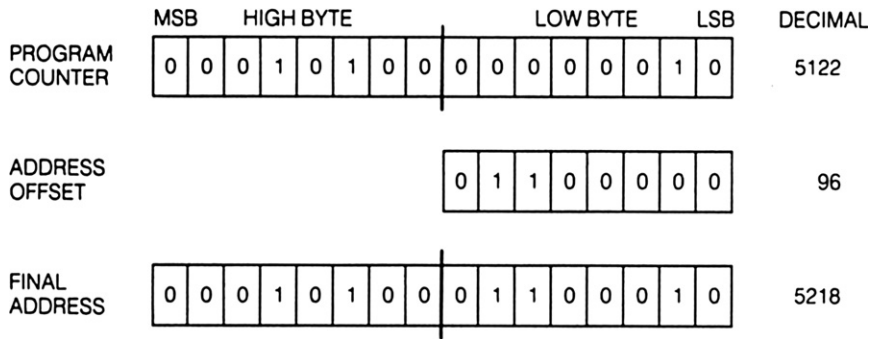 MSB HIGH BYTE LOW BYTE LSB DECIMAL
PROGRAM
COUNTER
0 0 0 1 0 1 0 0 0 0 0 0 0 0 1 0 5122
ADDRESS
OFFSET
0 1 1 0 0 0 0 0 96
FINAL
ADDRESS
0 0 0 1 0 1 0 0 0 1 1 0 0 0 1 0 5218